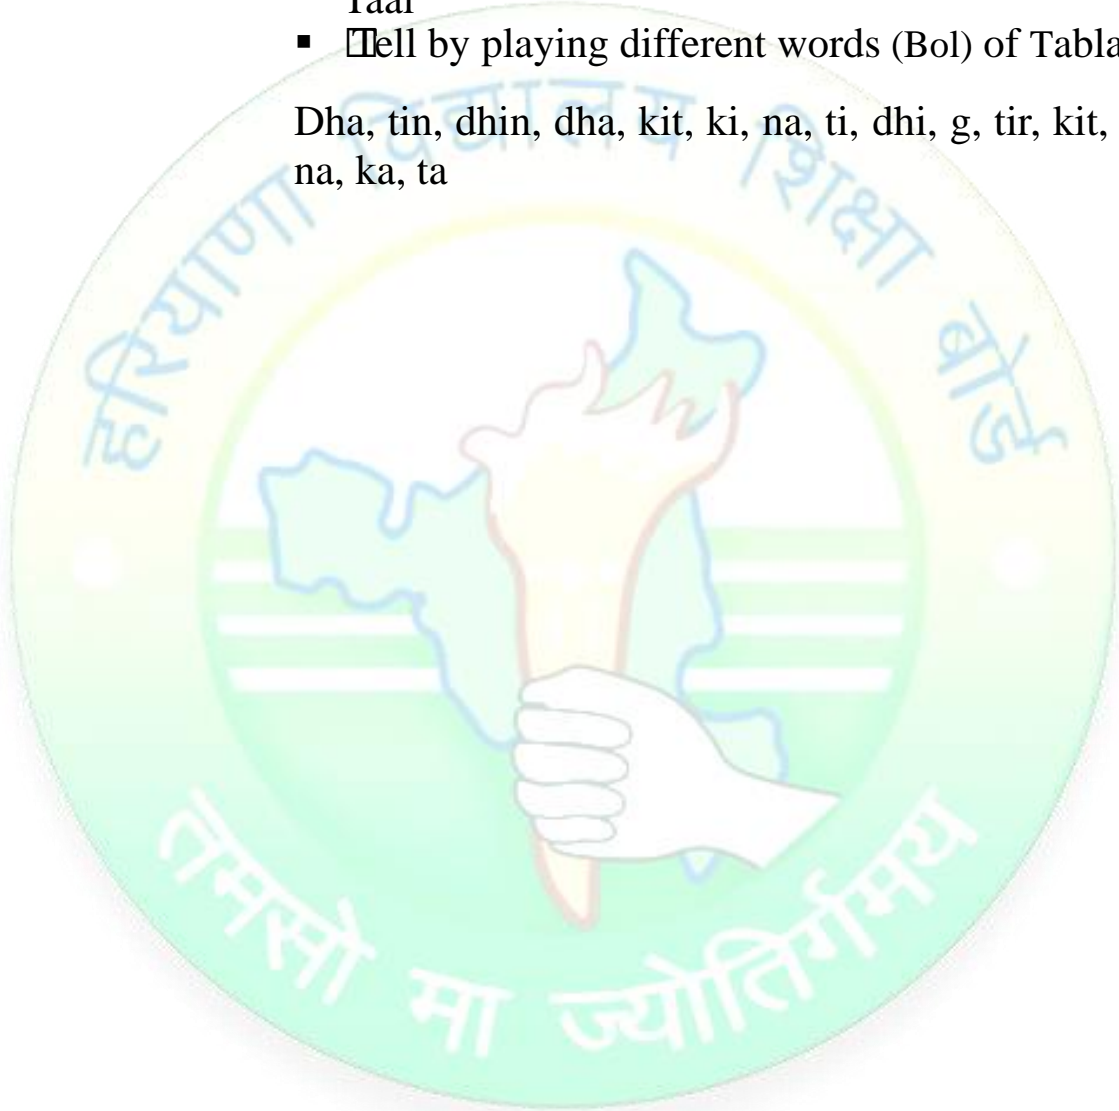 Taal
▪ Tell by playing different words (Bol) of Tabla
Dha, tin, dhin, dha, kit, ki, na, ti, dhi, g, tir, kit,
na, ka, ta
हरियाणा विद्यालय शिक्षा बोर्ड
तमसो मा ज्योतिर्गमय